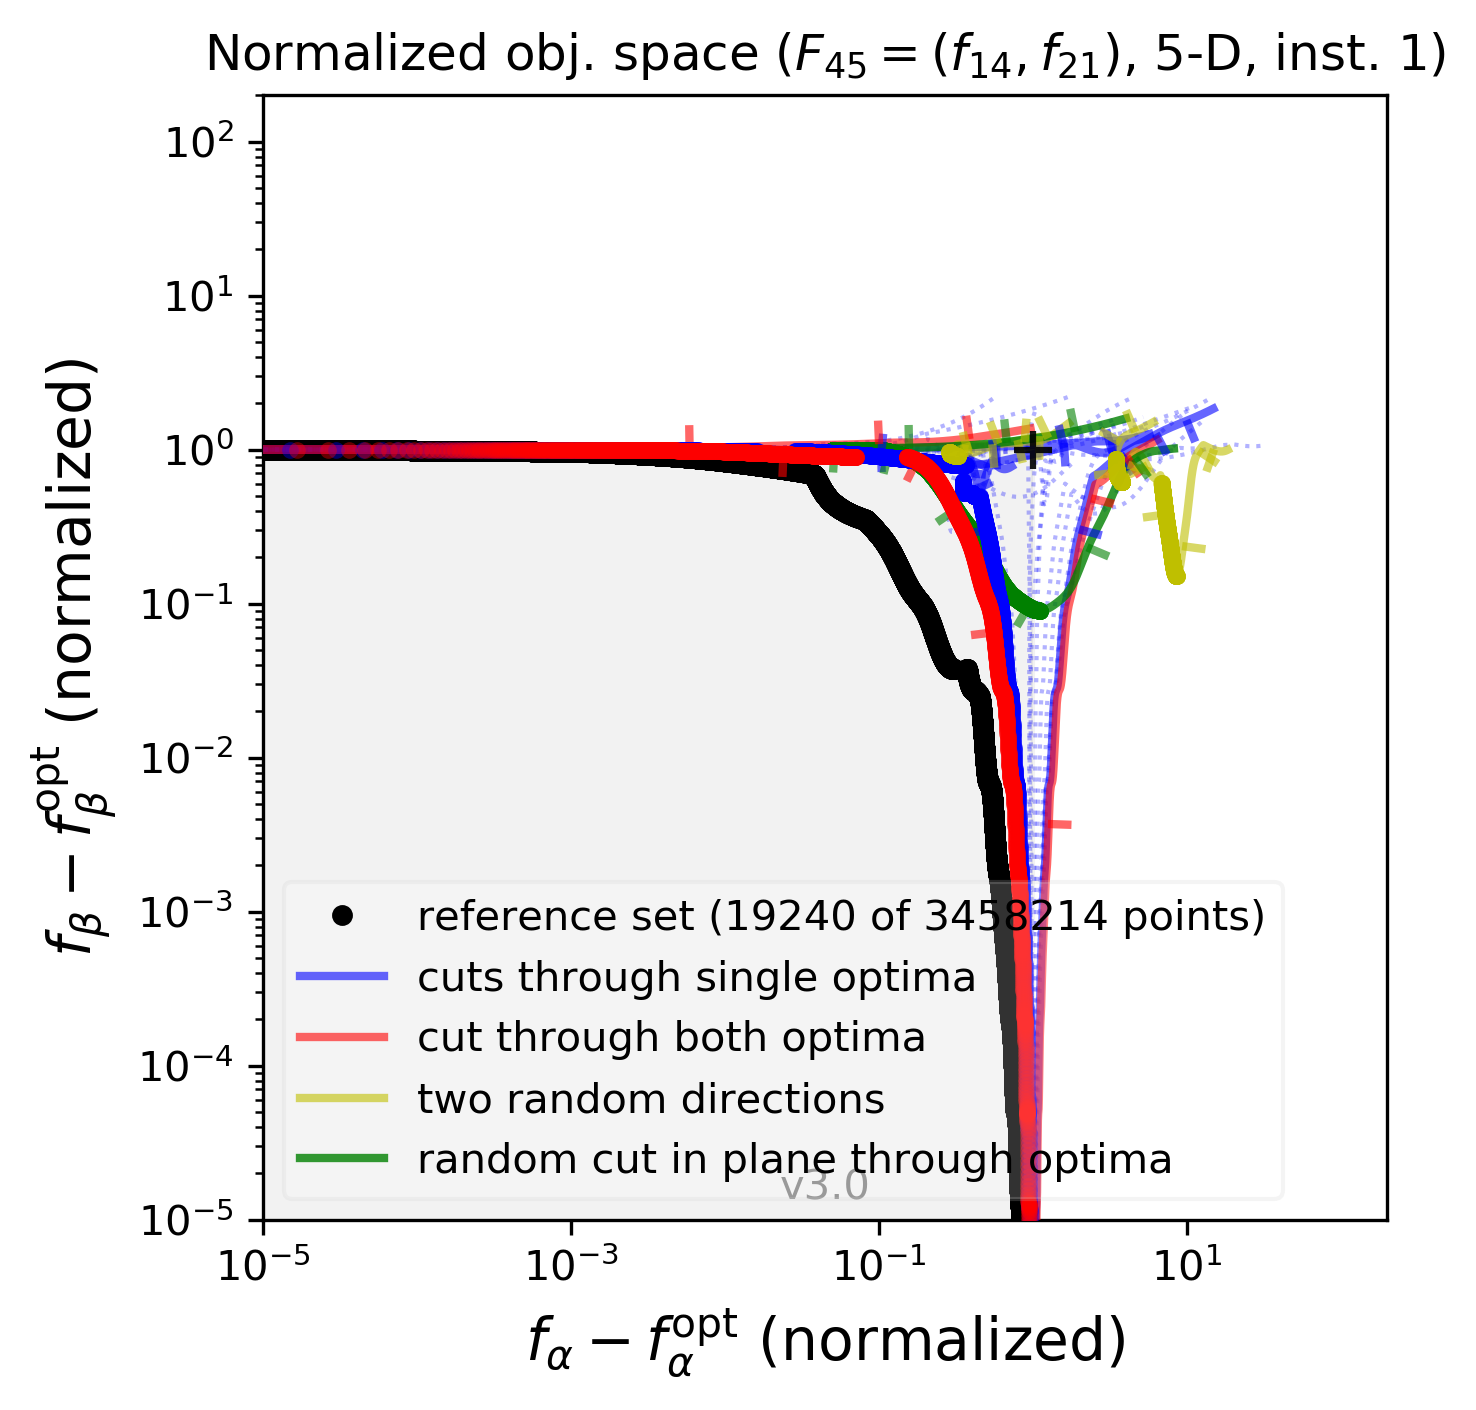 Normalized obj. space (F₄₅ = (f₁₄, f₂₁), 5-D, inst. 1)
10²
10¹
10⁰
10⁻¹
10⁻²
10⁻³
10⁻⁴
10⁻⁵
f_β − f_β^opt (normalized)
reference set (19240 of 3458214 points)
cuts through single optima
cut through both optima
two random directions
random cut in plane through optima
v3.0
10⁻⁵ 10⁻³ 10⁻¹ 10¹
f_α − f_α^opt (normalized)